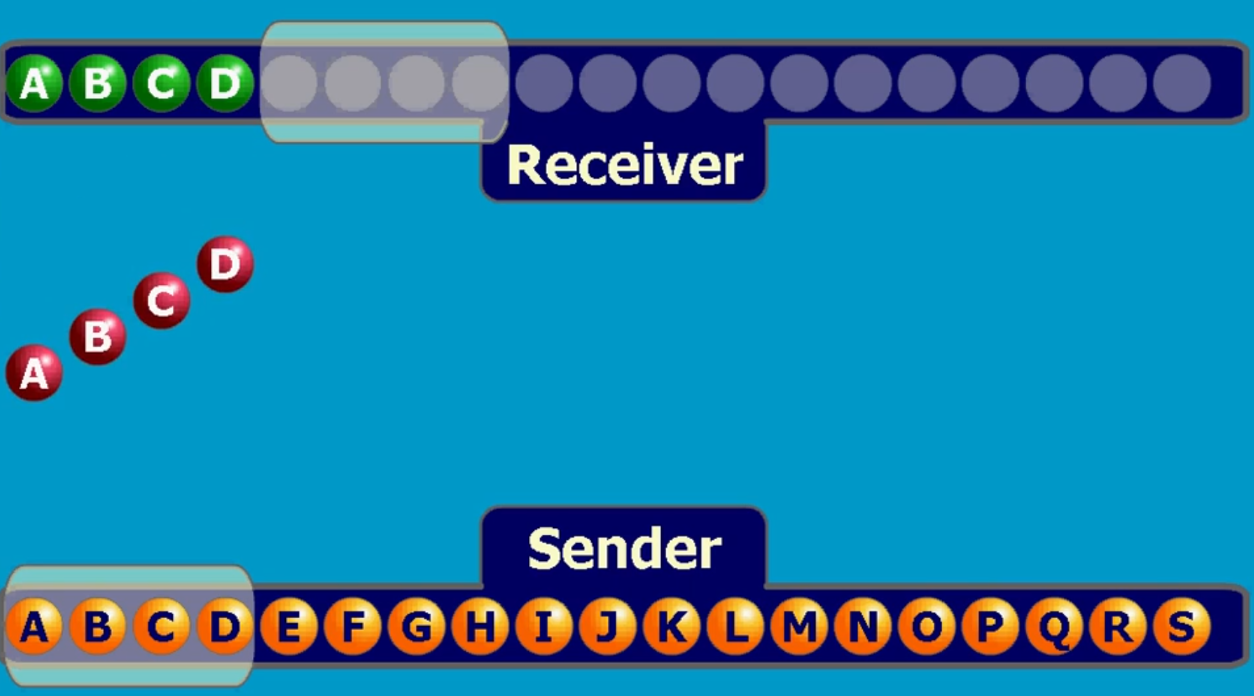 A B C D
Receiver
D
C
B
A
Sender
A B C D E F G H I J K L M N O P Q R S